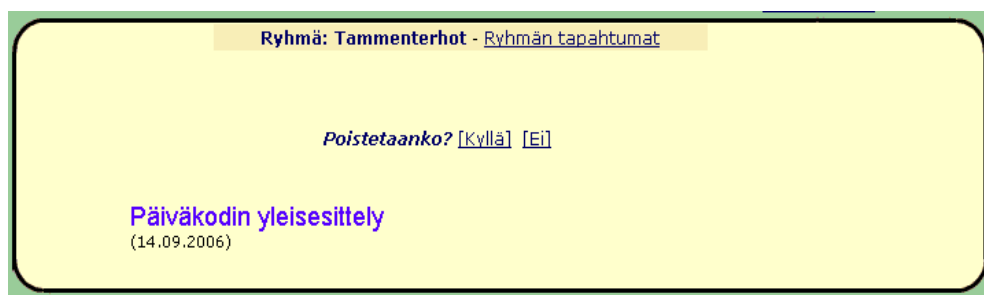 Ryhmä: Tammenterhot - Ryhmän tapahtumat
Poistetaanko? [Kyllä] [Ei]
Päiväkodin yleisesittely
(14.09.2006)